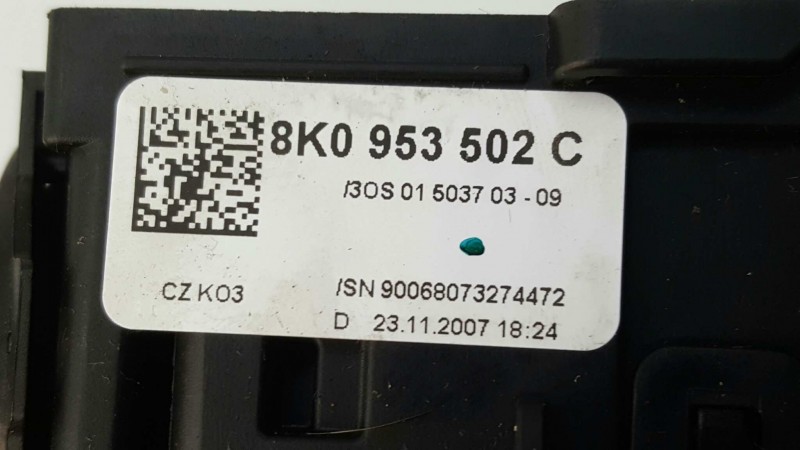 8K0 953 502 C
/3OS 01 5037 03 - 09
CZ K03
/SN 90068073274472
D 23.11.2007 18:24